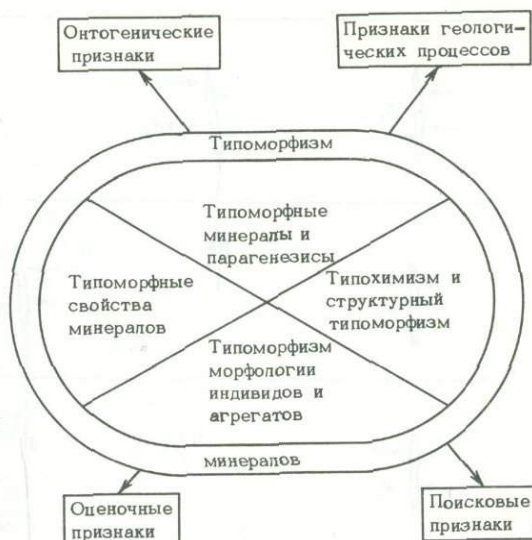 Онтогенические
признаки
Признаки геологи-
ческих процессов
Типоморфизм
Типоморфные
минералы и
парагенезисы
Типоморфные
свойства
минералов
Типохимизм и
структурный
типоморфизм
Типоморфизм
морфологии
индивидов и
агрегатов
минералов
Оценочные
признаки
Поисковые
признаки